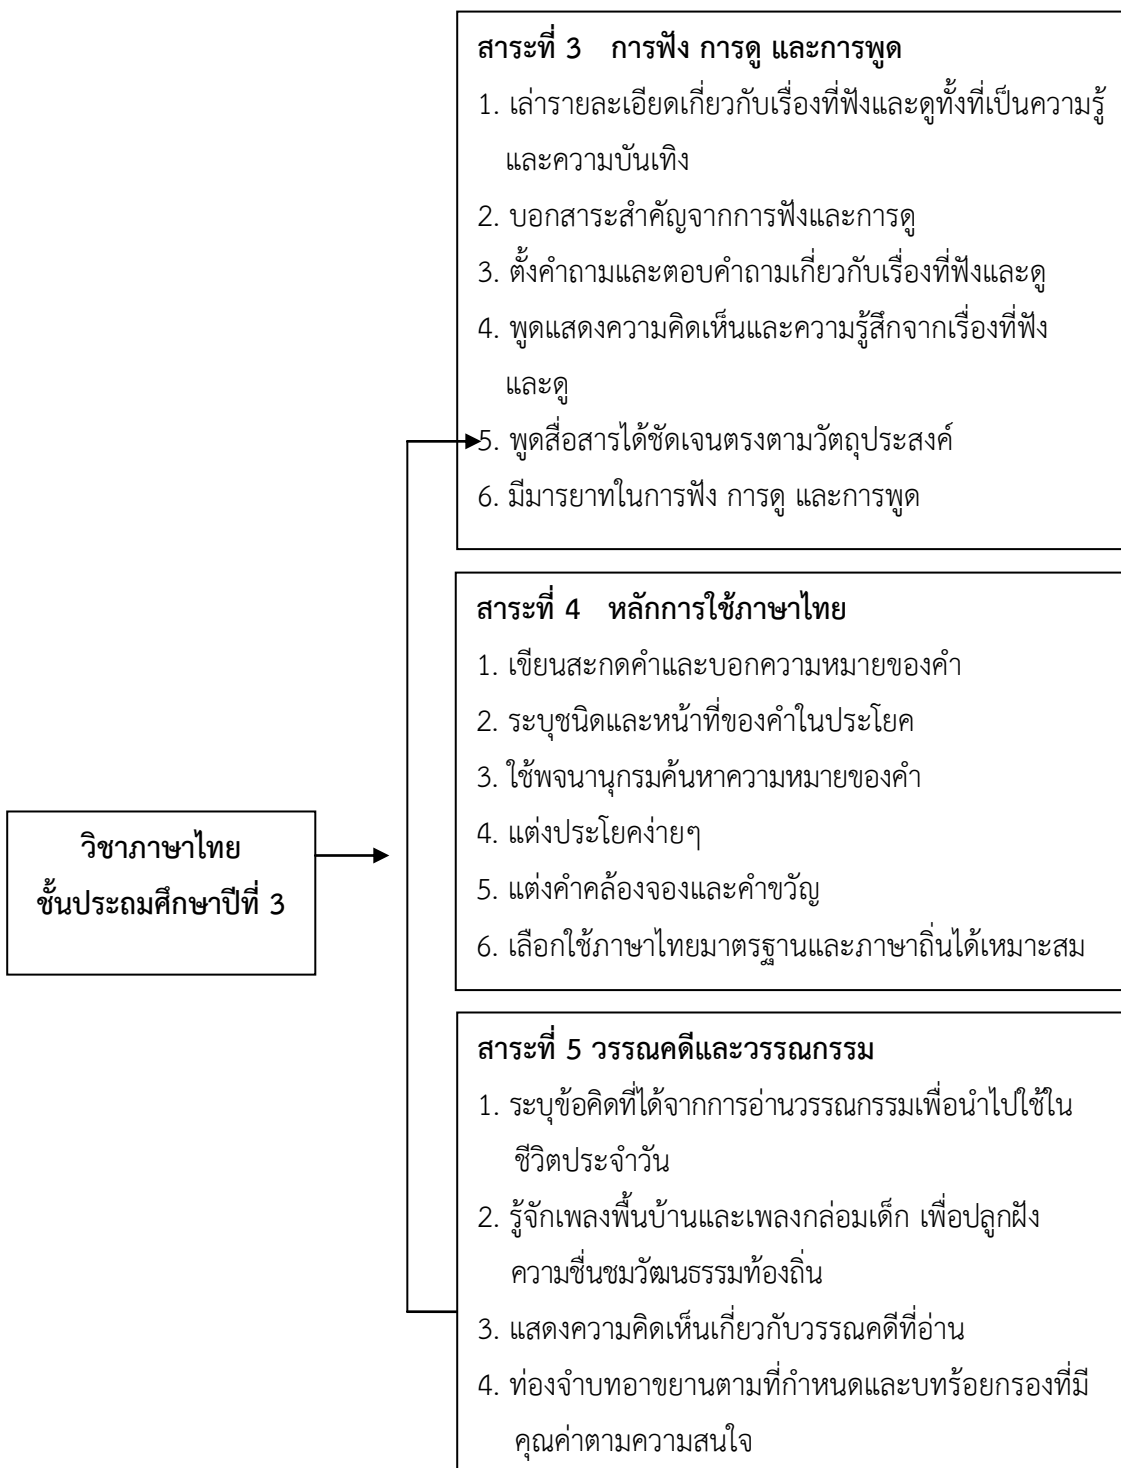 สาระที่ 3 การฟัง การดู และการพูด
1. เล่ารายละเอียดเกี่ยวกับเรื่องที่ฟังและดูทั้งที่เป็นความรู้
และความบันเทิง
2. บอกสาระสำคัญจากการฟังและการดู
3. ตั้งคำถามและตอบคำถามเกี่ยวกับเรื่องที่ฟังและดู
4. พูดแสดงความคิดเห็นและความรู้สึกจากเรื่องที่ฟัง
และดู
5. พูดสื่อสารได้ชัดเจนตรงตามวัตถุประสงค์
6. มีมารยาทในการฟัง การดู และการพูด
สาระที่ 4 หลักการใช้ภาษาไทย
1. เขียนสะกดคำและบอกความหมายของคำ
2. ระบุชนิดและหน้าที่ของคำในประโยค
3. ใช้พจนานุกรมค้นหาความหมายของคำ
4. แต่งประโยคง่ายๆ
5. แต่งคำคล้องจองและคำขวัญ
6. เลือกใช้ภาษาไทยมาตรฐานและภาษาถิ่นได้เหมาะสม
วิชาภาษาไทย
ชั้นประถมศึกษาปีที่ 3
สาระที่ 5 วรรณคดีและวรรณกรรม
1. ระบุข้อคิดที่ได้จากการอ่านวรรณกรรมเพื่อนำไปใช้ใน
ชีวิตประจำวัน
2. รู้จักเพลงพื้นบ้านและเพลงกล่อมเด็ก เพื่อปลูกฝัง
ความชื่นชมวัฒนธรรมท้องถิ่น
3. แสดงความคิดเห็นเกี่ยวกับวรรณคดีที่อ่าน
4. ท่องจำบทอาขยานตามที่กำหนดและบทร้อยกรองที่มี
คุณค่าตามความสนใจ